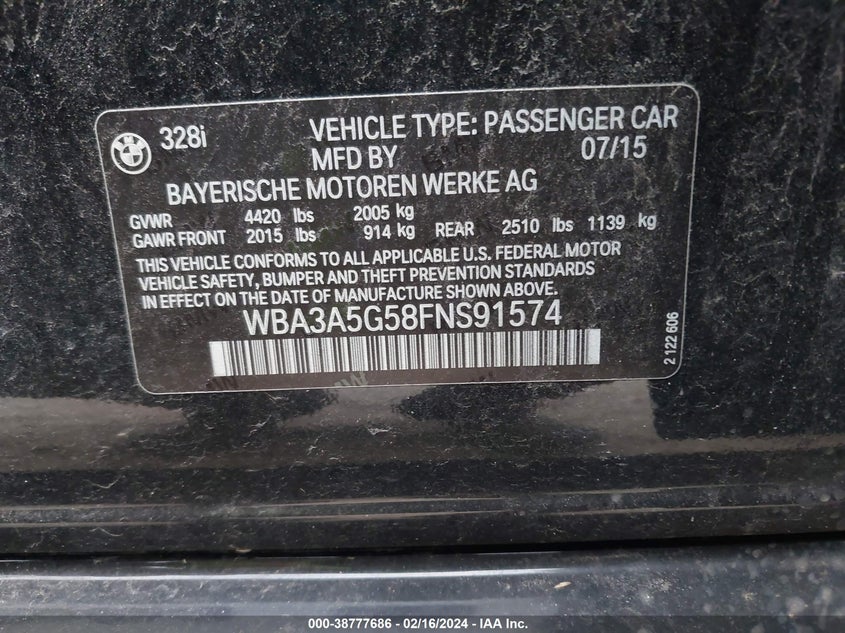 328i VEHICLE TYPE: PASSENGER CAR
MFD BY 07/15
BAYERISCHE MOTOREN WERKE AG
GVWR 4420 lbs 2005 kg
GAWR FRONT 2015 lbs 914 kg REAR 2510 lbs 1139 kg
THIS VEHICLE CONFORMS TO ALL APPLICABLE U.S. FEDERAL MOTOR
VEHICLE SAFETY, BUMPER AND THEFT PREVENTION STANDARDS
IN EFFECT ON THE DATE OF MANUFACTURE SHOWN ABOVE.
WBA3A5G58FNS91574
2 122 606
000-38777686 - 02/16/2024 - IAA Inc.